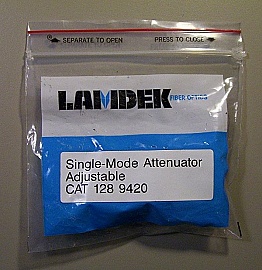 SEPARATE TO OPEN PRESS TO CLOSE
LAMDEK
FIBER OPTICS
Single-Mode Attenuator
Adjustable
CAT 128 9420